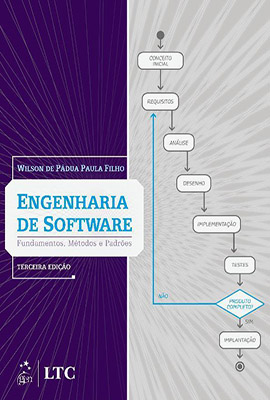 WILSON DE PÁDUA PAULA FILHO
ENGENHARIA
DE SOFTWARE
Fundamentos, Métodos e Padrões
TERCEIRA EDIÇÃO
gen
LTC
CONCEITO
INICIAL
REQUISITOS
ANÁLISE
DESENHO
IMPLEMENTAÇÃO
TESTES
PRODUTO
COMPLETO?
NÃO
SIM
IMPLANTAÇÃO